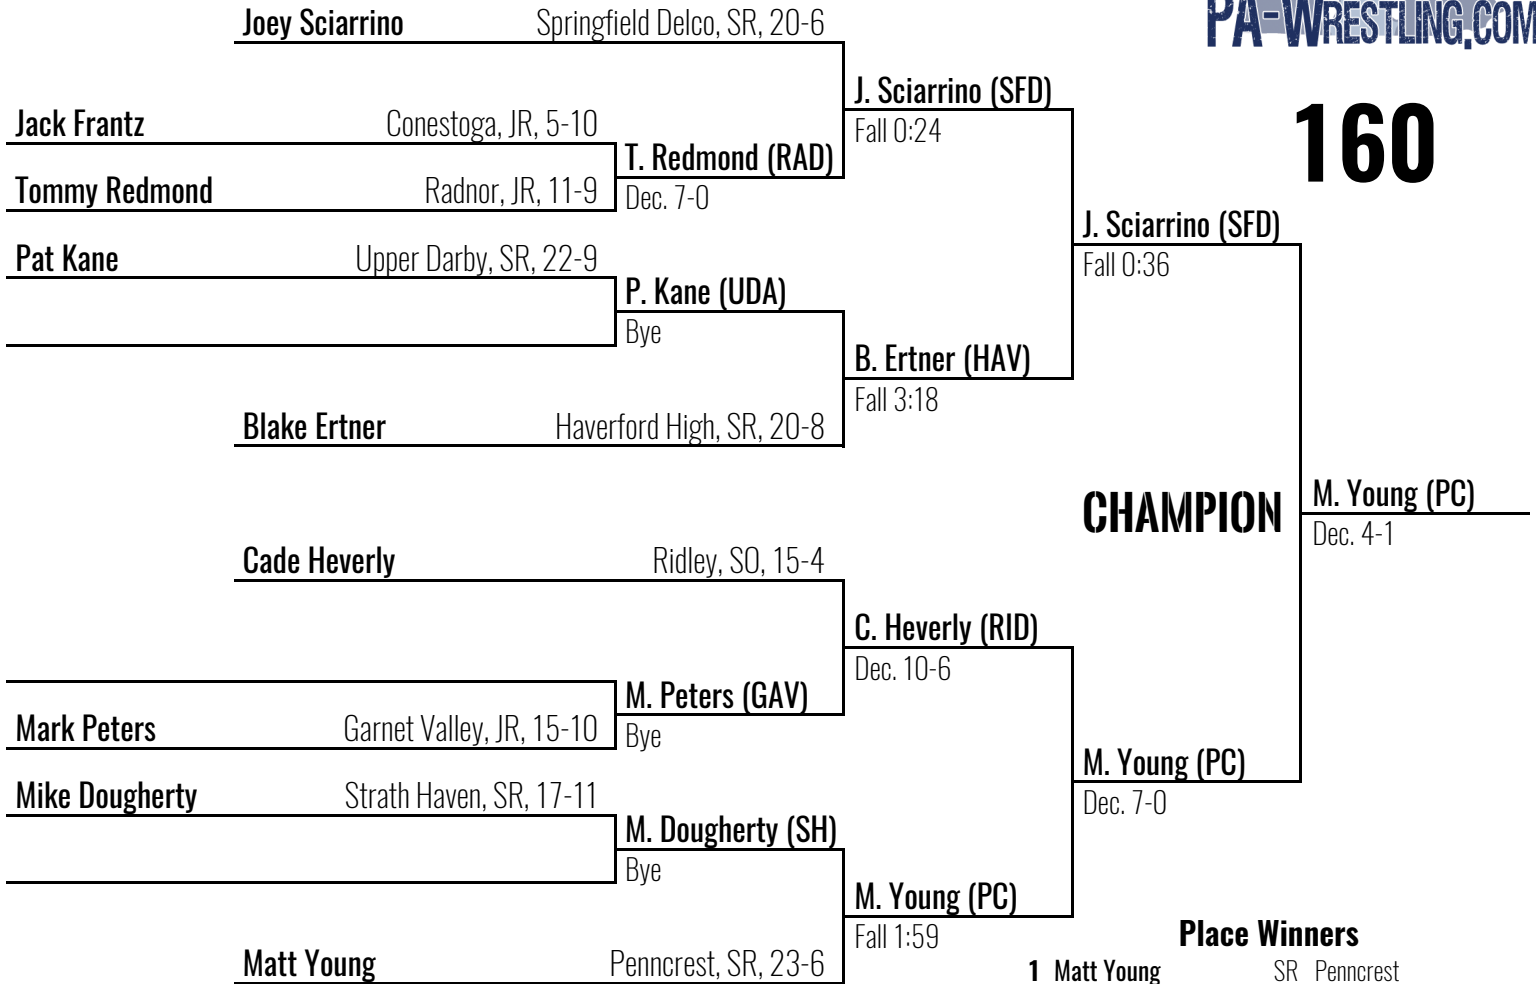 PA-WRESTLING.COM
160
Joey Sciarrino Springfield Delco, SR, 20-6
J. Sciarrino (SFD)
Fall 0:24
Jack Frantz Conestoga, JR, 5-10
T. Redmond (RAD)
Dec. 7-0
Tommy Redmond Radnor, JR, 11-9
J. Sciarrino (SFD)
Fall 0:36
Pat Kane Upper Darby, SR, 22-9
P. Kane (UDA)
Bye
B. Ertner (HAV)
Fall 3:18
Blake Ertner Haverford High, SR, 20-8
CHAMPION
M. Young (PC)
Dec. 4-1
Cade Heverly Ridley, SO, 15-4
C. Heverly (RID)
Dec. 10-6
M. Peters (GAV)
Bye
Mark Peters Garnet Valley, JR, 15-10
M. Young (PC)
Dec. 7-0
Mike Dougherty Strath Haven, SR, 17-11
M. Dougherty (SH)
Bye
M. Young (PC)
Fall 1:59
Matt Young Penncrest, SR, 23-6
Place Winners
1 Matt Young SR Penncrest